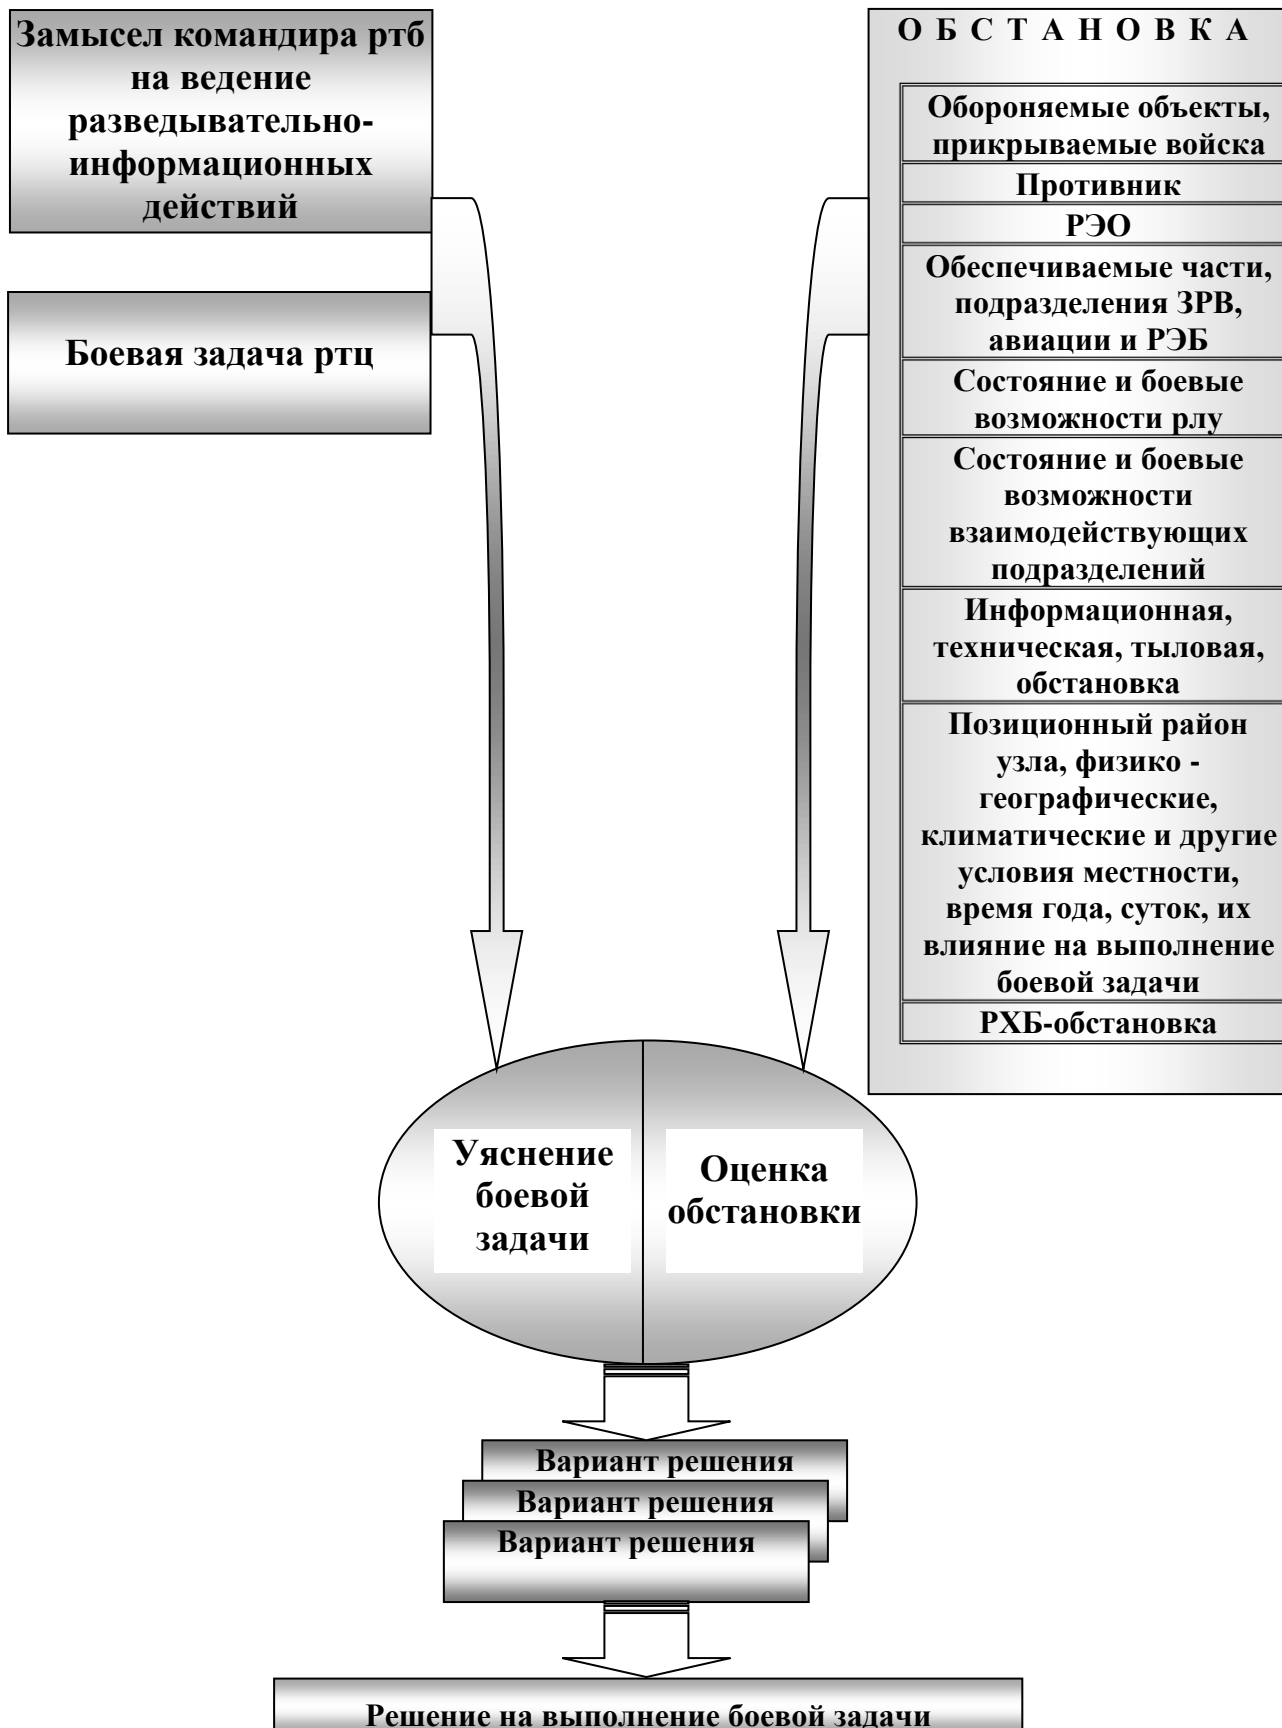 Замысел командира ртб
на ведение
разведывательно-
информационных
действий
Боевая задача ртц
О Б С Т А Н О В К А
Обороняемые объекты,
прикрываемые войска
Противник
РЭО
Обеспечиваемые части,
подразделения ЗРВ,
авиации и РЭБ
Состояние и боевые
возможности рлу
Состояние и боевые
возможности
взаимодействующих
подразделений
Информационная,
техническая, тыловая,
обстановка
Позиционный район
узла, физико -
географические,
климатические и другие
условия местности,
время года, суток, их
влияние на выполнение
боевой задачи
РХБ-обстановка
Уяснение
боевой
задачи
Оценка
обстановки
Вариант решения
Вариант решения
Вариант решения
Решение на выполнение боевой задачи